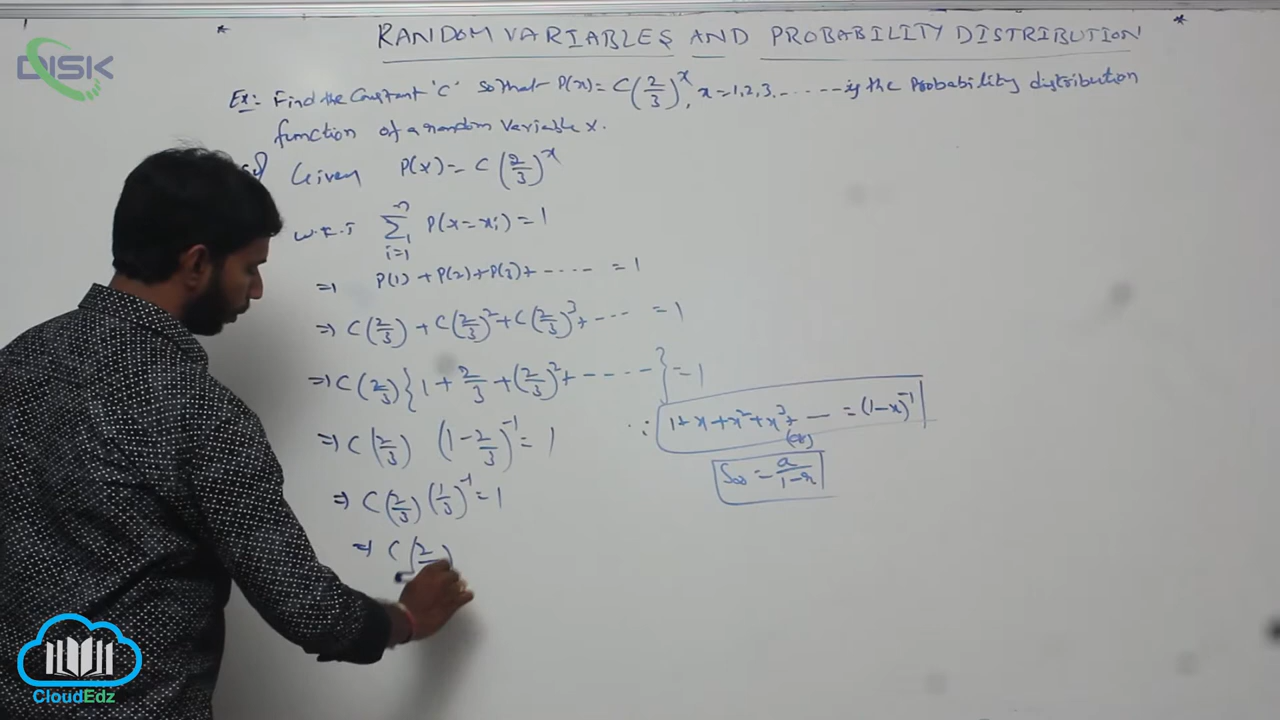 * RANDOM VARIABLES AND PROBABILITY DISTRIBUTION *
DISK
Ex:- Find the Constant 'C' so that P(x) = C(2/3)^x, x=1,2,3,------ is the Probability distribution
function of a random Variable x.
Given P(x) = C(2/3)^x
W.K.T ∑ i=1 P(x=xi) = 1
⇒ P(1) + P(2) + P(3) + ------ = 1
⇒ C(2/3) + C(2/3)^2 + C(2/3)^3 + ---- = 1
⇒ C(2/3) { 1 + 2/3 + (2/3)^2 + ------ } = 1
⇒ C(2/3) (1 - 2/3)^-1 = 1
∵ 1 + x + x^2 + x^3 + — = (1-x)^-1
(or)
S∞ = a/(1-r)
⇒ C(2/3) (1/3)^-1 = 1
⇒ C(2
CloudEdz